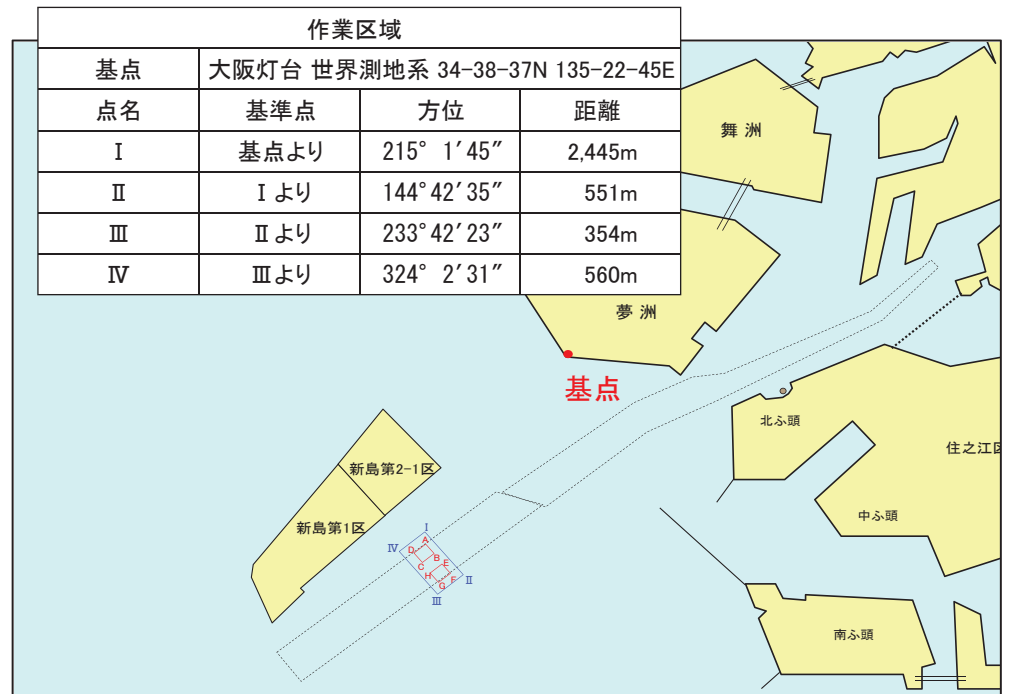 作業区域
基点 大阪灯台 世界測地系 34-38-37N 135-22-45E
点名 基準点 方位 距離
Ⅰ 基点より 215° 1′45″ 2,445m
Ⅱ Ⅰより 144°42′35″ 551m
Ⅲ Ⅱより 233°42′23″ 354m
Ⅳ Ⅲより 324° 2′31″ 560m
舞洲
夢洲
基点
北ふ頭
住之江区
中ふ頭
南ふ頭
新島第2-1区
新島第1区
Ⅰ
Ⅳ
A
D
B
E
C
H
F
G
Ⅱ
Ⅲ